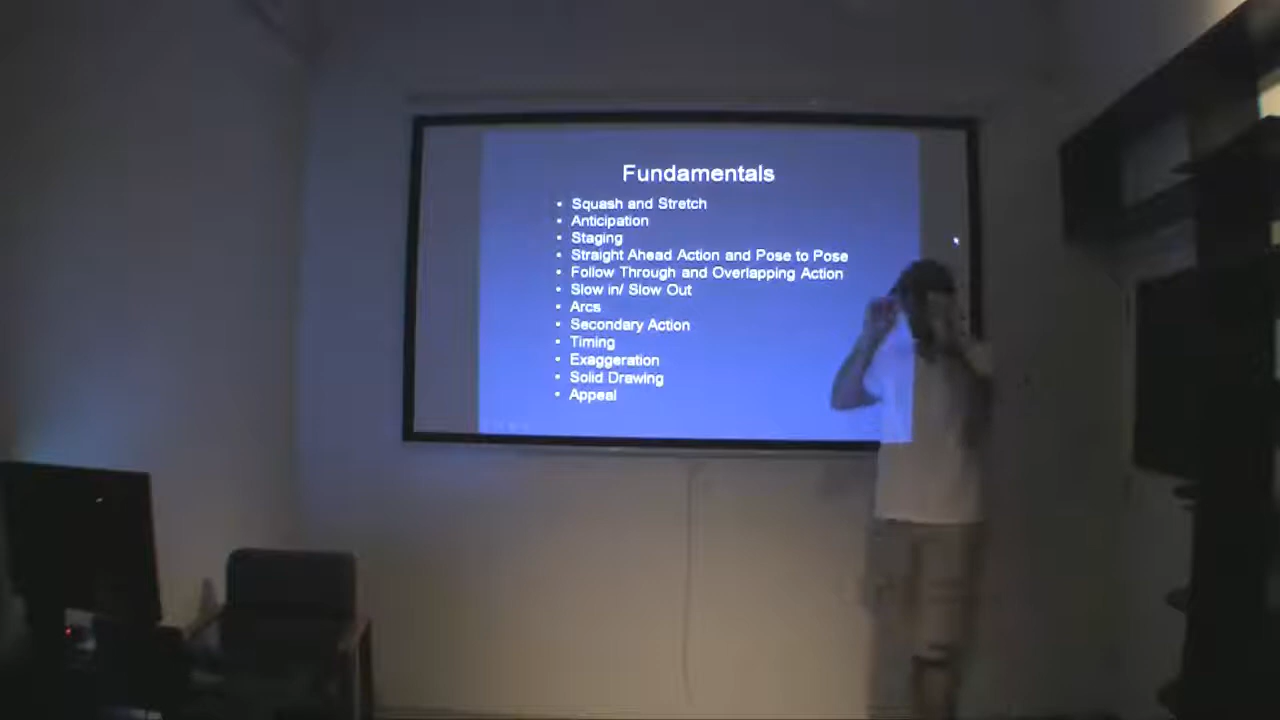 Fundamentals
• Squash and Stretch
• Anticipation
• Staging
• Straight Ahead Action and Pose to Pose
• Follow Through and Overlapping Action
• Slow in/ Slow Out
• Arcs
• Secondary Action
• Timing
• Exaggeration
• Solid Drawing
• Appeal